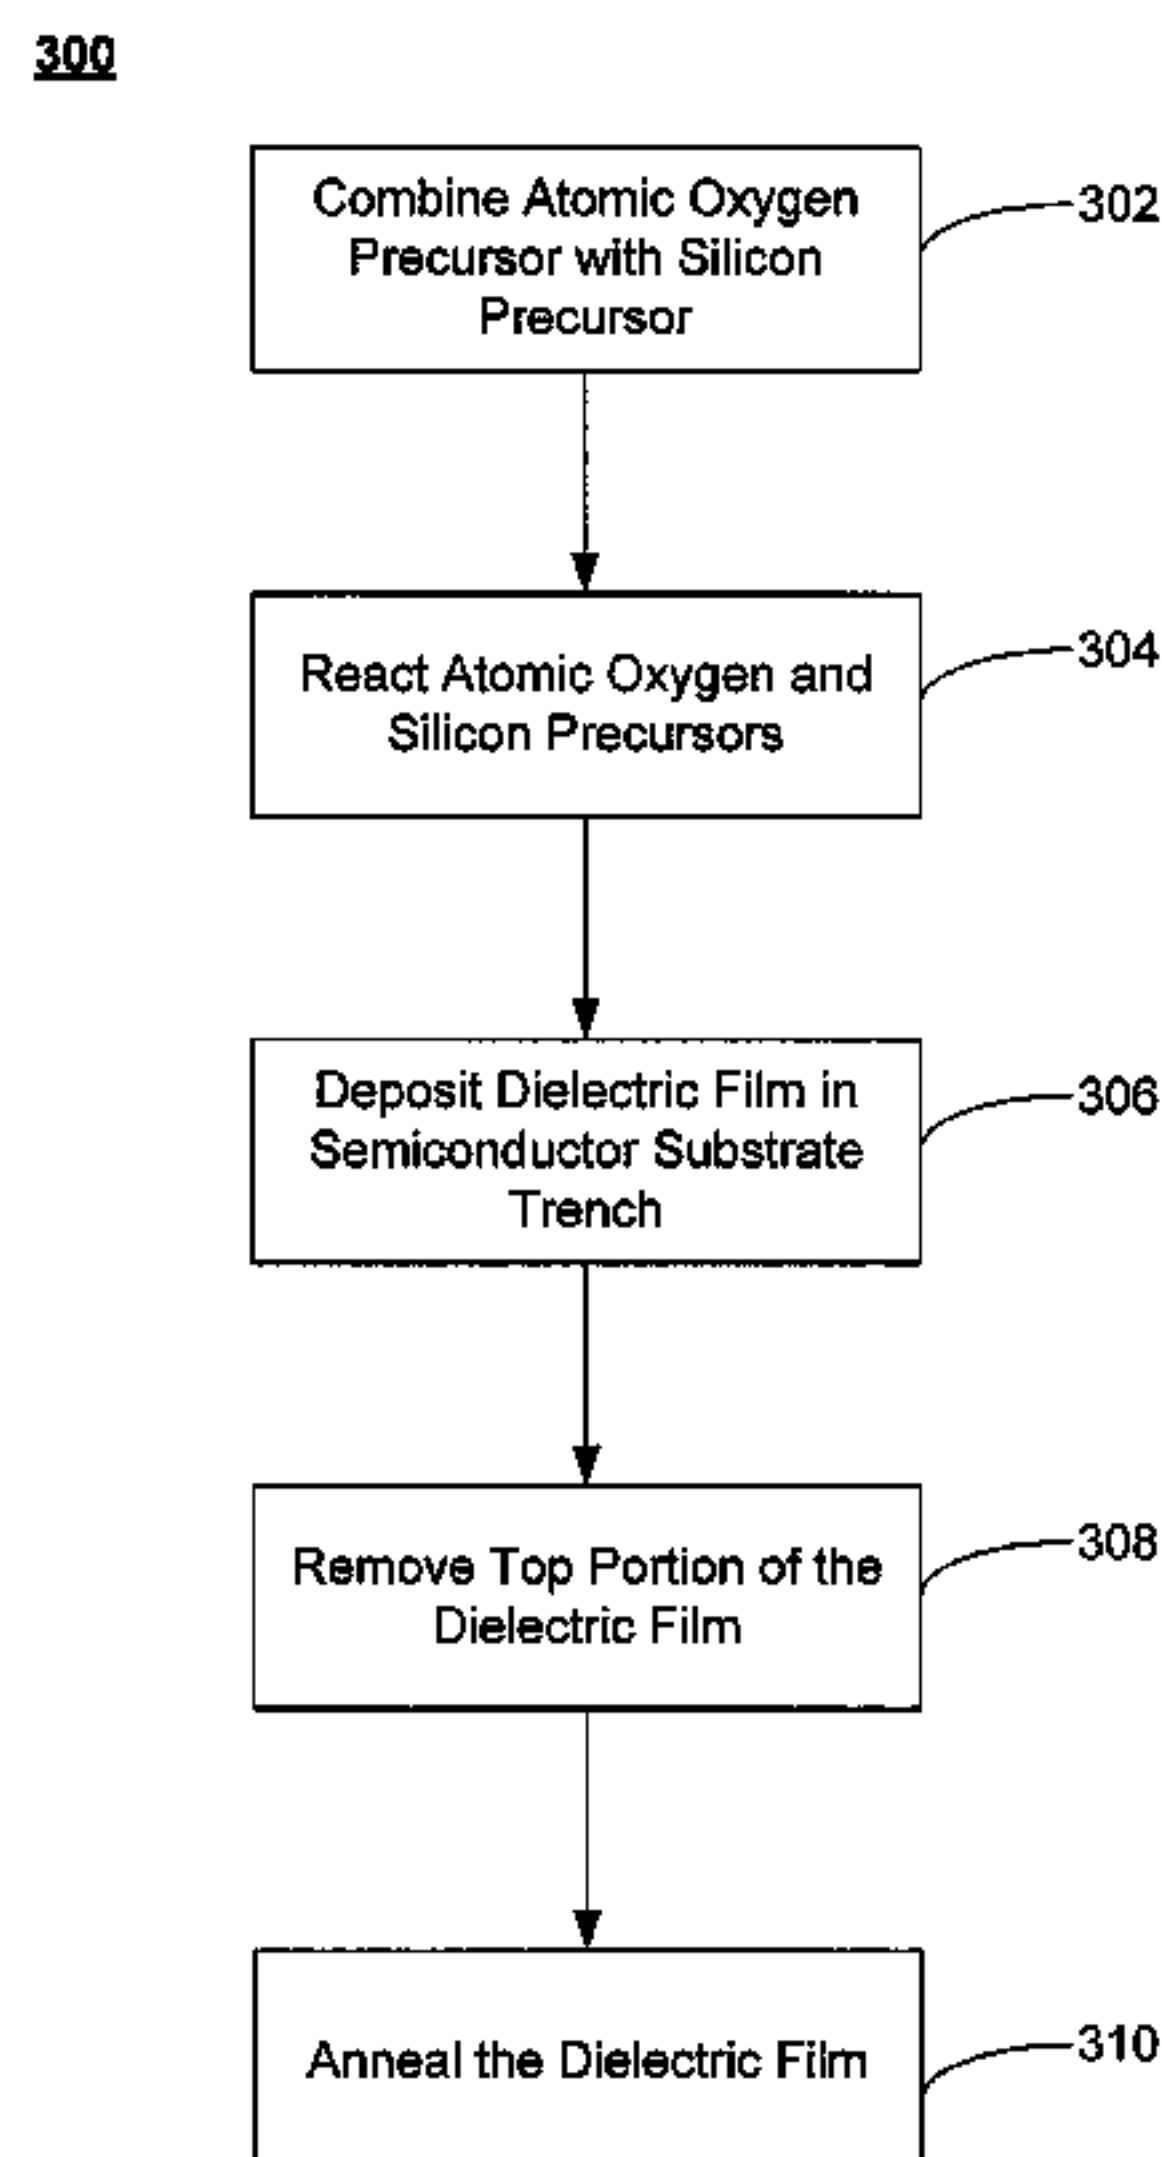 300
Combine Atomic Oxygen
Precursor with Silicon
Precursor
302
React Atomic Oxygen and
Silicon Precursors
304
Deposit Dielectric Film in
Semiconductor Substrate
Trench
306
Remove Top Portion of the
Dielectric Film
308
Anneal the Dielectric Film
310